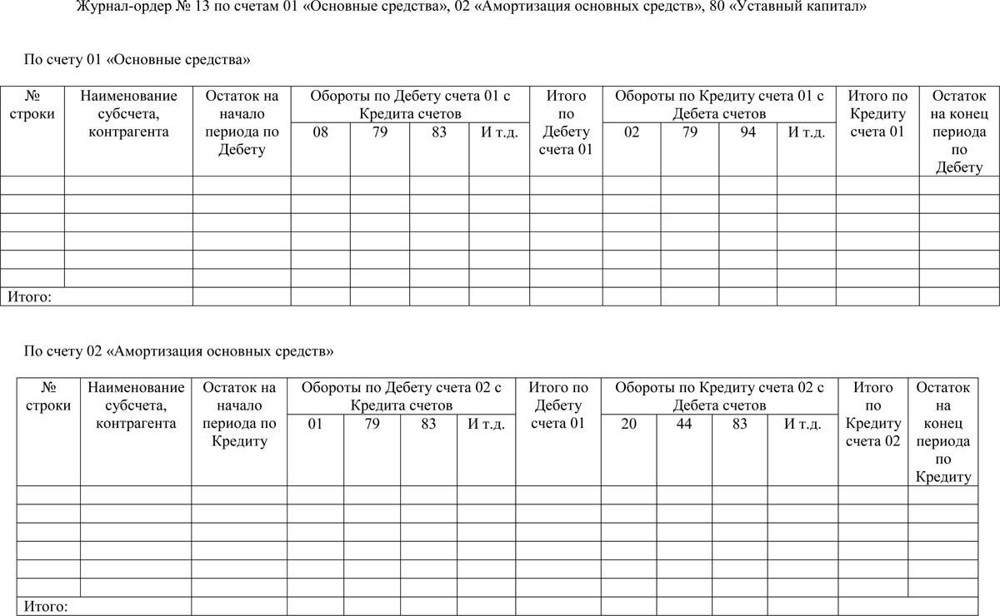 Журнал-ордер № 13 по счетам 01 «Основные средства», 02 «Амортизация основных средств», 80 «Уставный капитал»
По счету 01 «Основные средства»
№ строки
Наименование субсчета, контрагента
Остаток на начало периода по Дебету
Обороты по Дебету счета 01 с Кредита счетов
08 79 83 И т.д.
Итого по Дебету счета 01
Обороты по Кредиту счета 01 с Дебета счетов
02 79 94 И т.д.
Итого по Кредиту счета 01
Остаток на конец периода по Дебету
Итого:
По счету 02 «Амортизация основных средств»
№ строки
Наименование субсчета, контрагента
Остаток на начало периода по Кредиту
Обороты по Дебету счета 02 с Кредита счетов
01 79 83 И т.д.
Итого по Дебету счета 01
Обороты по Кредиту счета 02 с Дебета счетов
20 44 83 И т.д.
Итого по Кредиту счета 02
Остаток на конец периода по Кредиту
Итого: